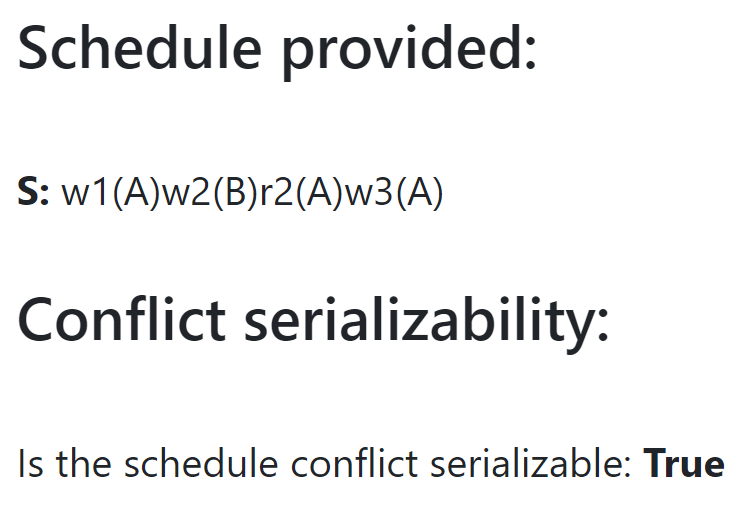 Schedule provided:
S: w1(A)w2(B)r2(A)w3(A)
Conflict serializability:
Is the schedule conflict serializable: True